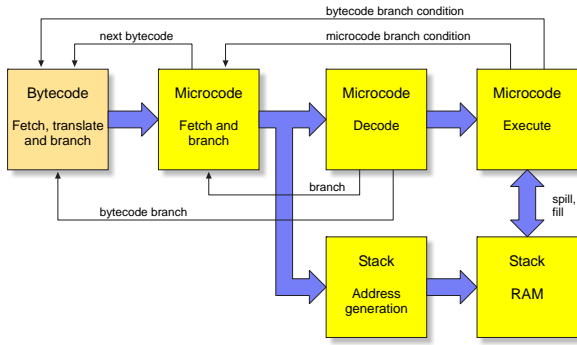 bytecode branch condition
next bytecode
microcode branch condition
Bytecode
Fetch, translate
and branch
Microcode
Fetch and
branch
Microcode
Decode
Microcode
Execute
branch
bytecode branch
spill,
fill
Stack
Address
generation
Stack
RAM